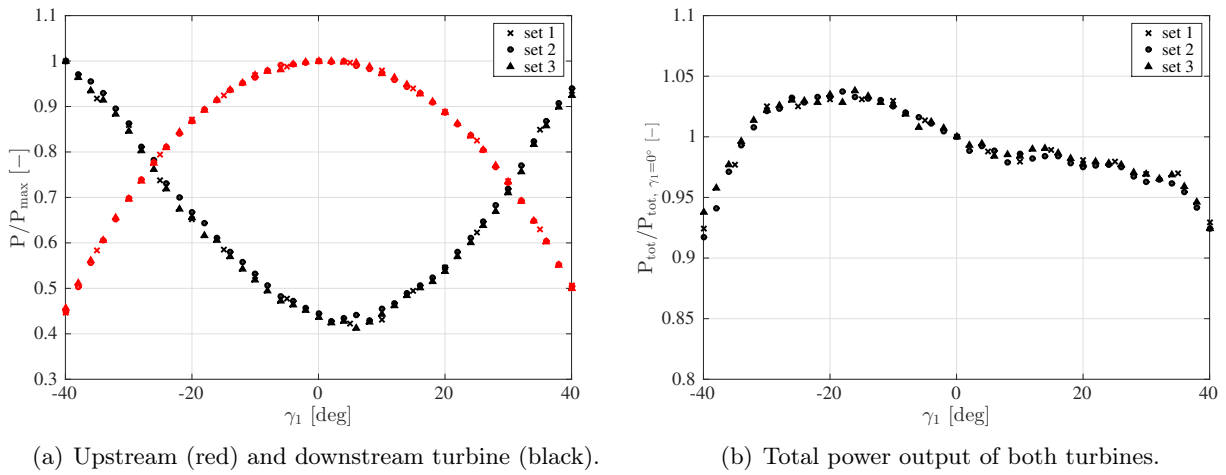 1.1
1
0.9
0.8
0.7
0.6
0.5
0.4
0.3
P/P_max [−]
-40
-20
0
20
40
γ_1 [deg]
set 1
set 2
set 3
(a) Upstream (red) and downstream turbine (black).
1.1
1.05
1
0.95
0.9
0.85
0.8
P_tot/P_tot, γ_1=0° [−]
-40
-20
0
20
40
γ_1 [deg]
set 1
set 2
set 3
(b) Total power output of both turbines.